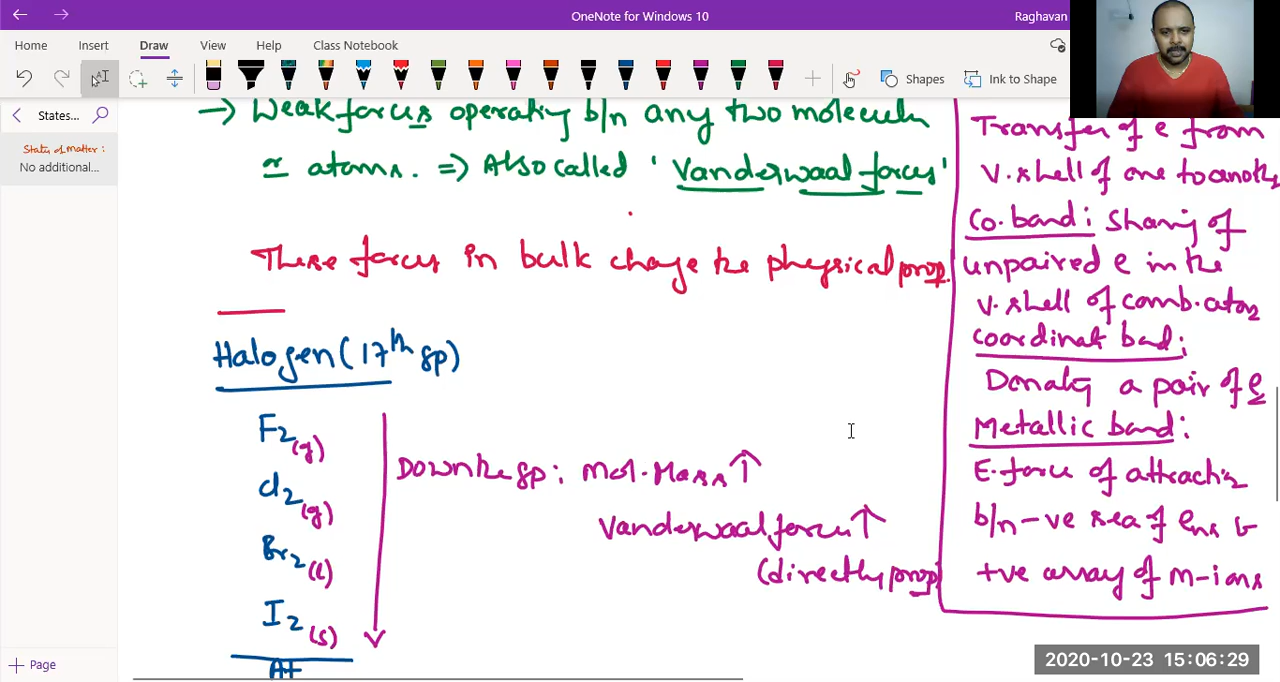 OneNote for Windows 10
Raghavan
Home Insert Draw View Help Class Notebook
Shapes Ink to Shape
States...
States of matter:
No additional...
→ Weak forces operating b/n any two molecules
or atoms. => Also called 'Vanderwaal forces'
These forces in bulk change the physical prop.
Halogen (17th gp)
F2(g)
Cl2(g)
Br2(l)
I2(s)
At
Down the gp: mol. Mass ↑
Vanderwaal forces ↑
(directly prop)
Transfer of e from
v. shell of one to another
Co. bond: Sharing of
unpaired e in the
v. shell of comb. atoms
Coordinate bond:
Donating a pair of e
Metallic bond:
E. force of attraction
b/n -ve sea of ens &
+ve array of m-ions
+ Page
2020-10-23 15:06:29